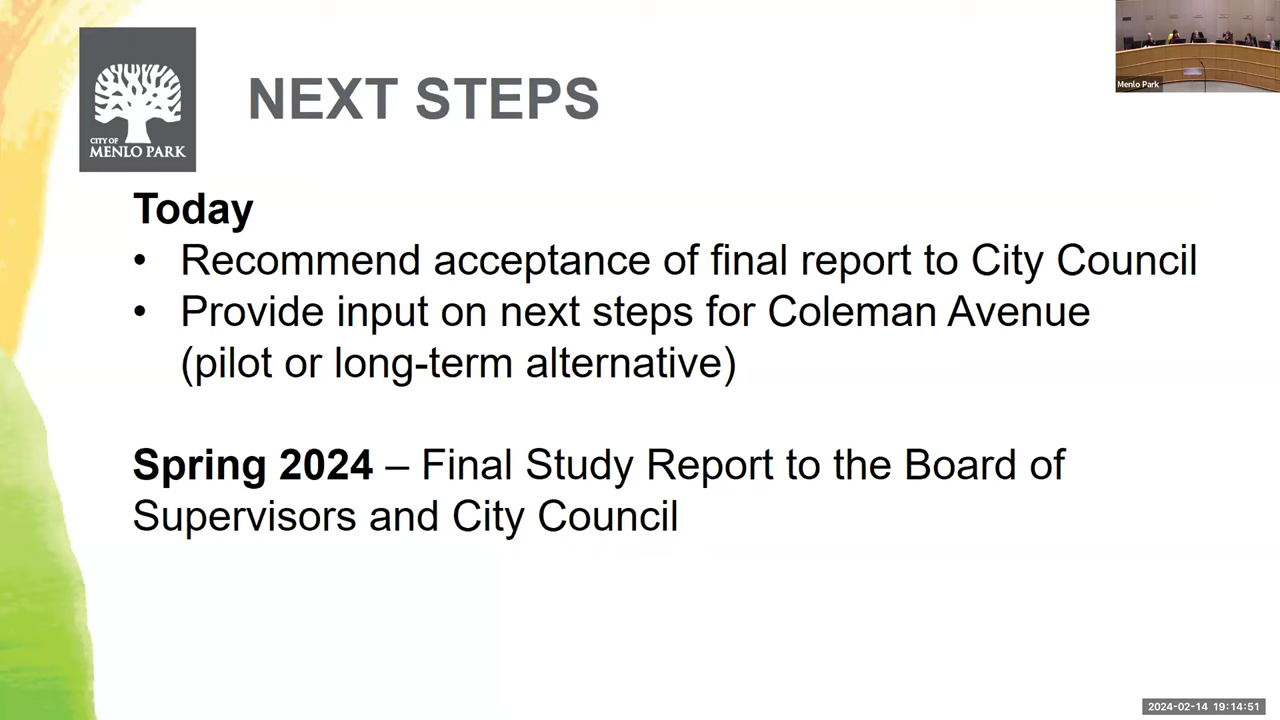 CITY OF
MENLO PARK
NEXT STEPS
Menlo Park
Today
• Recommend acceptance of final report to City Council
• Provide input on next steps for Coleman Avenue
(pilot or long-term alternative)
Spring 2024 – Final Study Report to the Board of
Supervisors and City Council
2024-02-14 19:14:51